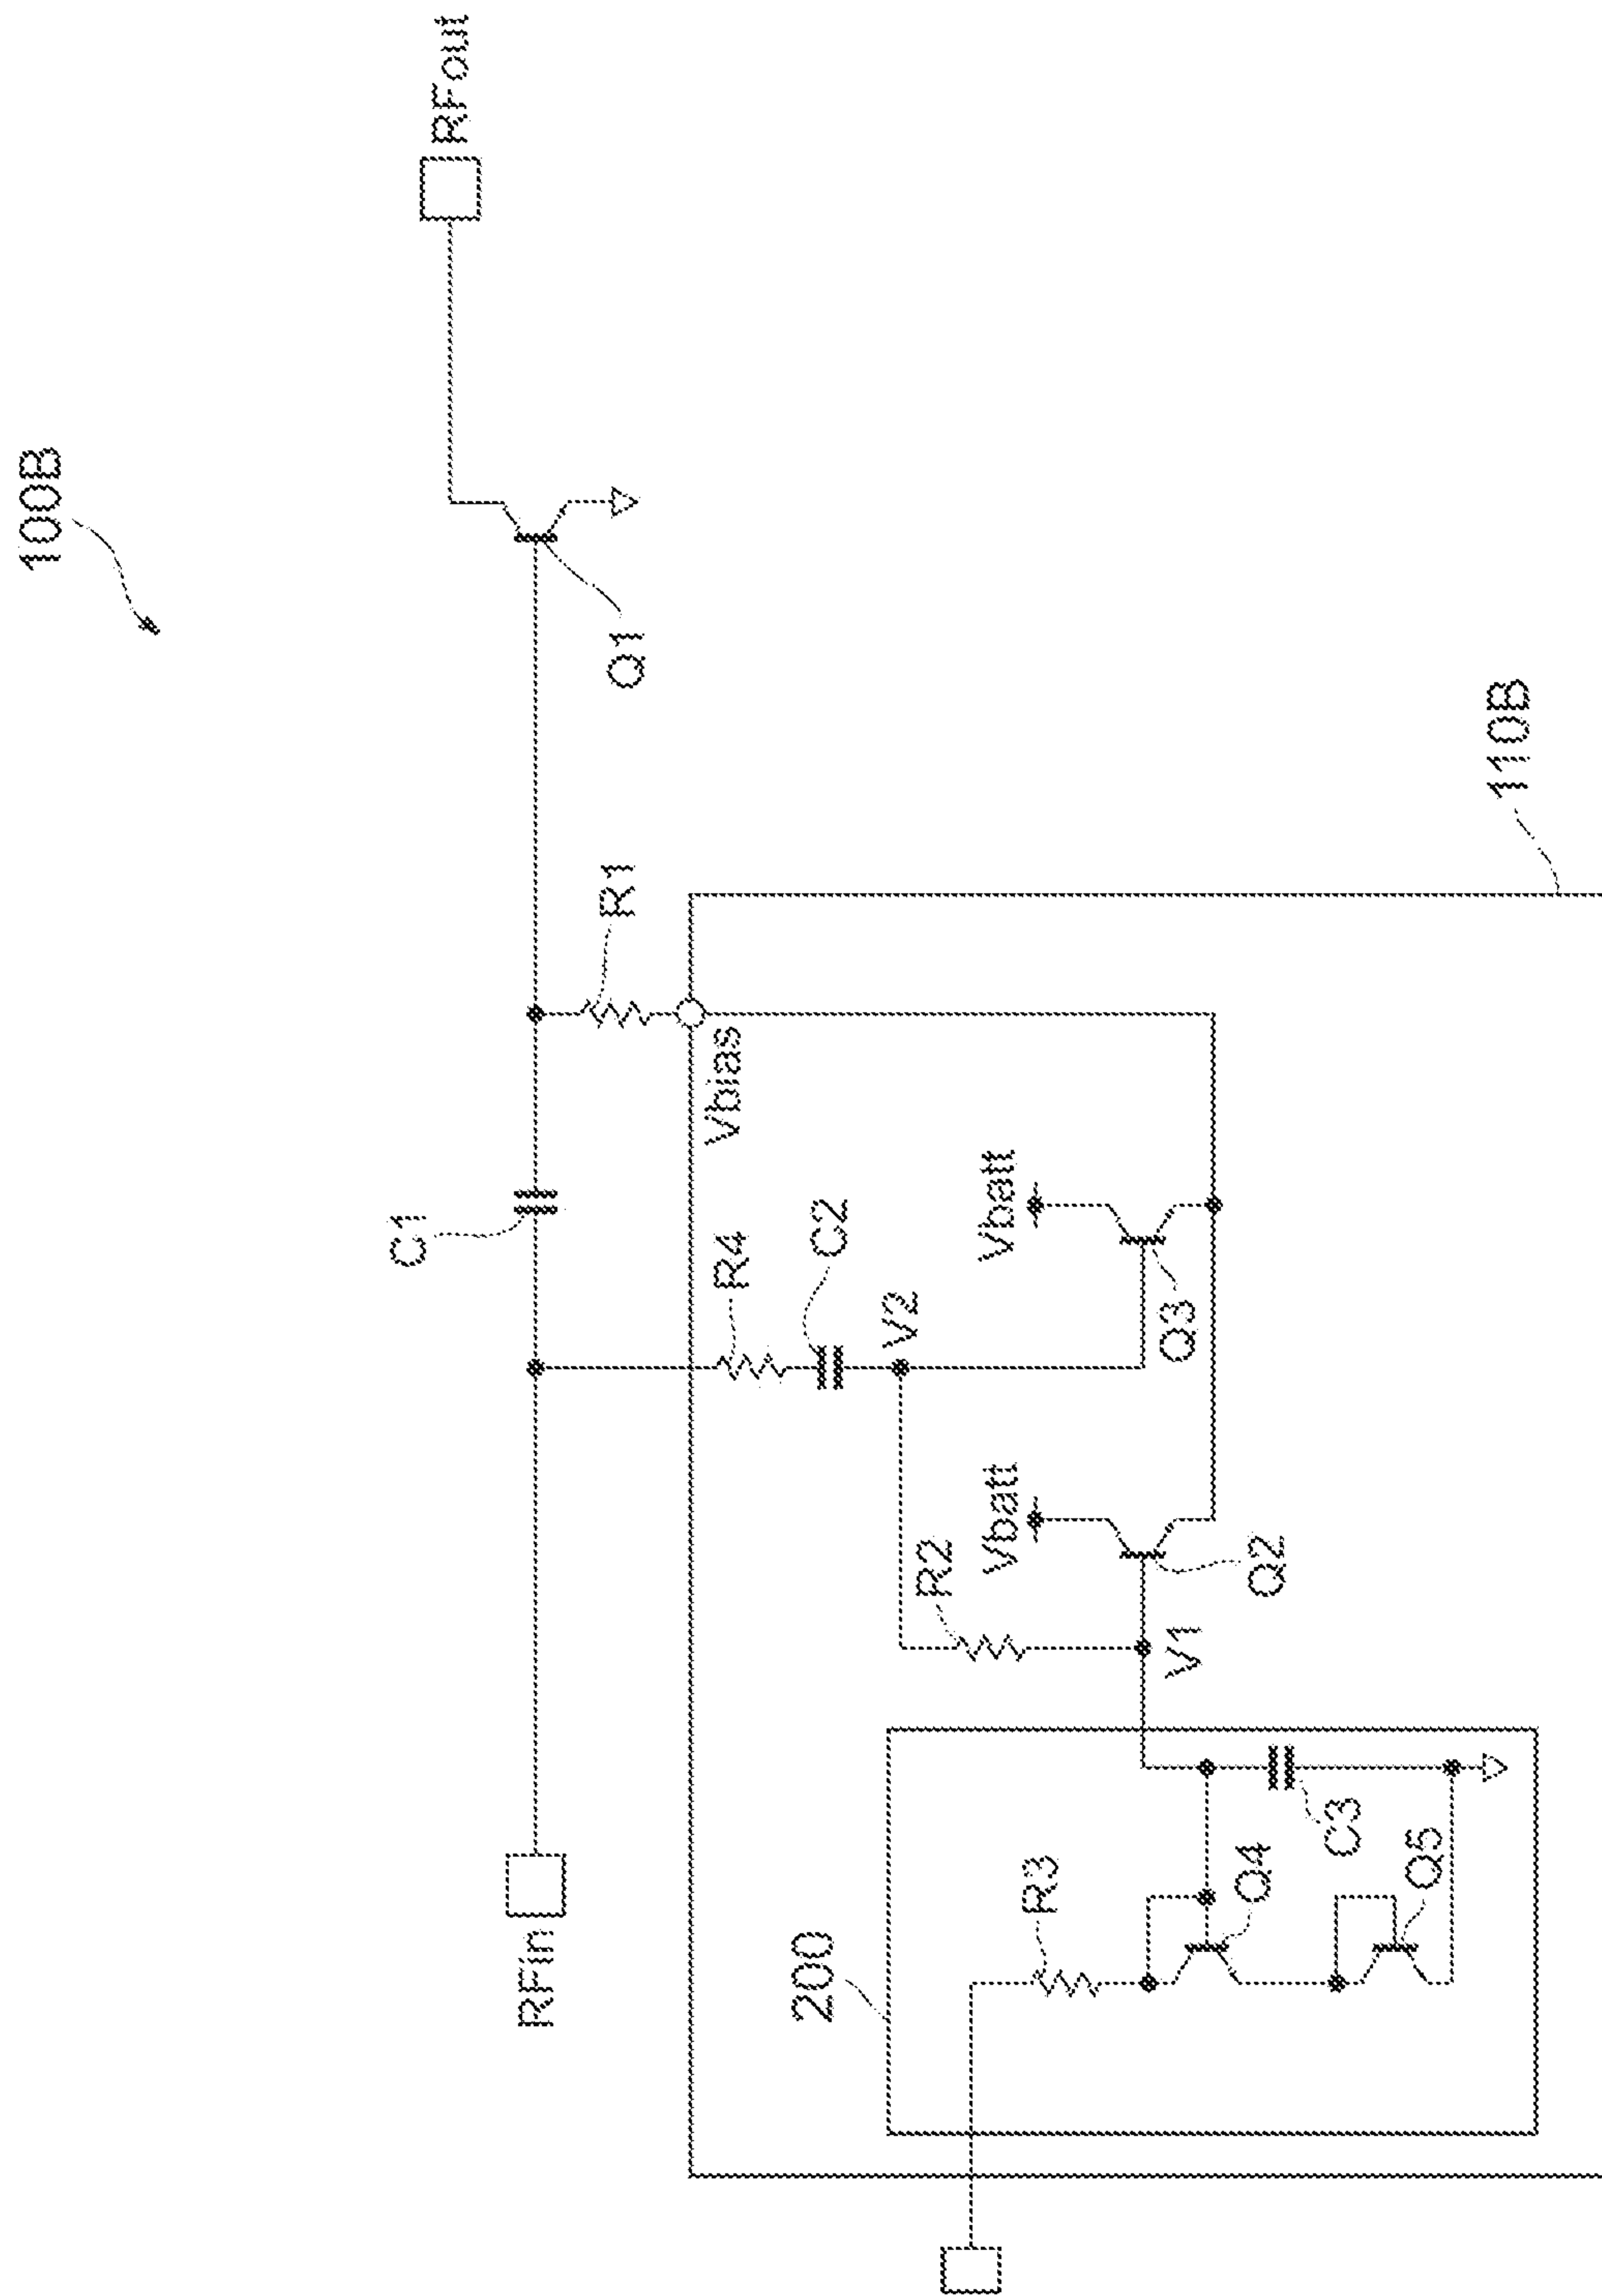 100B
RFout
C1
Q1
R1
RFin
Vbias
R4
C2
V2
Vbatt
Vbatt
R2
Q3
Q2
V1
200
R3
Q4
C3
Q5
110B